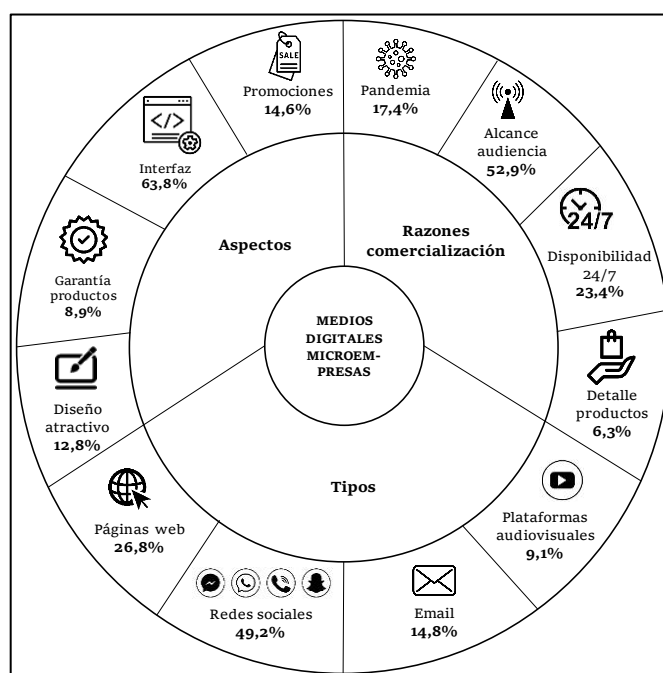 SALE
Promociones
14,6%
Pandemia
17,4%
Alcance
audiencia
52,9%
24/7
Disponibilidad
24/7
23,4%
Detalle
productos
6,3%
Plataformas
audiovisuales
9,1%
Email
14,8%
Redes sociales
49,2%
Páginas web
26,8%
Diseño
atractivo
12,8%
Garantía
productos
8,9%
</>
Interfaz
63,8%
Aspectos
Razones
comercialización
Tipos
MEDIOS
DIGITALES
MICROEM-
PRESAS